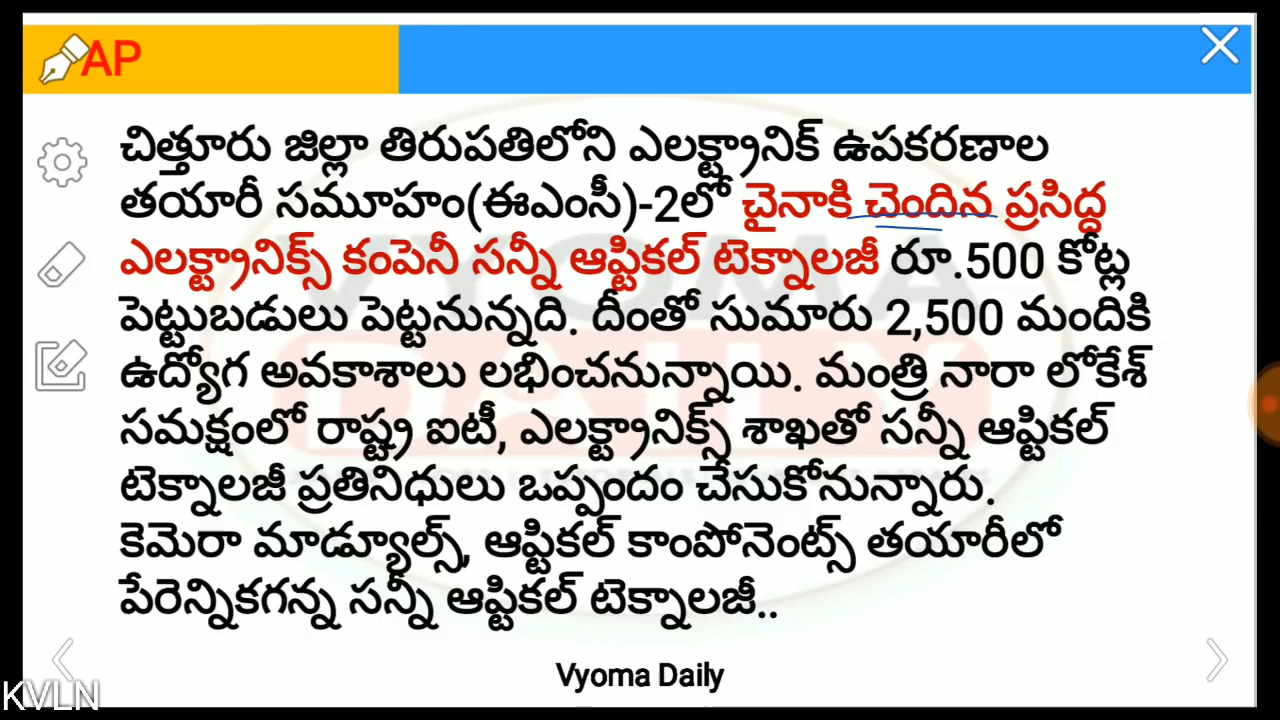 AP
చిత్తూరు జిల్లా తిరుపతిలోని ఎలక్ట్రానిక్ ఉపకరణాల
తయారీ సమూహం(ఈఎంసీ)-2లో చైనాకి చెందిన ప్రసిద్ధ
ఎలక్ట్రానిక్స్ కంపెనీ సన్నీ ఆప్టికల్ టెక్నాలజీ రూ.500 కోట్ల
పెట్టుబడులు పెట్టనున్నది. దీంతో సుమారు 2,500 మందికి
ఉద్యోగ అవకాశాలు లభించనున్నాయి. మంత్రి నారా లోకేశ్
సమక్షంలో రాష్ట్ర ఐటీ, ఎలక్ట్రానిక్స్ శాఖతో సన్నీ ఆప్టికల్
టెక్నాలజీ ప్రతినిధులు ఒప్పందం చేసుకోనున్నారు.
కెమెరా మాడ్యూల్స్, ఆప్టికల్ కాంపోనెంట్స్ తయారీలో
పేరెన్నికగన్న సన్నీ ఆప్టికల్ టెక్నాలజీ..
VYOMA
DAILY
Vyoma Daily
KVLN